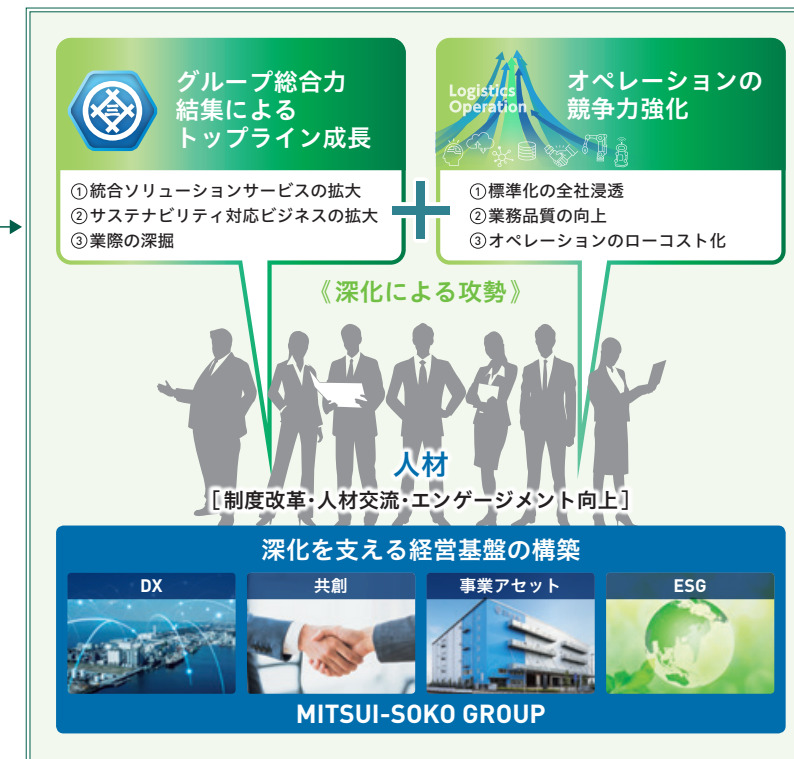 グループ総合力
結集による
トップライン成長
①統合ソリューションサービスの拡大
②サステナビリティ対応ビジネスの拡大
③業際の深掘
Logistics
Operation
オペレーションの
競争力強化
①標準化の全社浸透
②業務品質の向上
③オペレーションのローコスト化
《深化による攻勢》
人材
[制度改革・人材交流・エンゲージメント向上]
深化を支える経営基盤の構築
DX
共創
事業アセット
ESG
MITSUI-SOKO GROUP